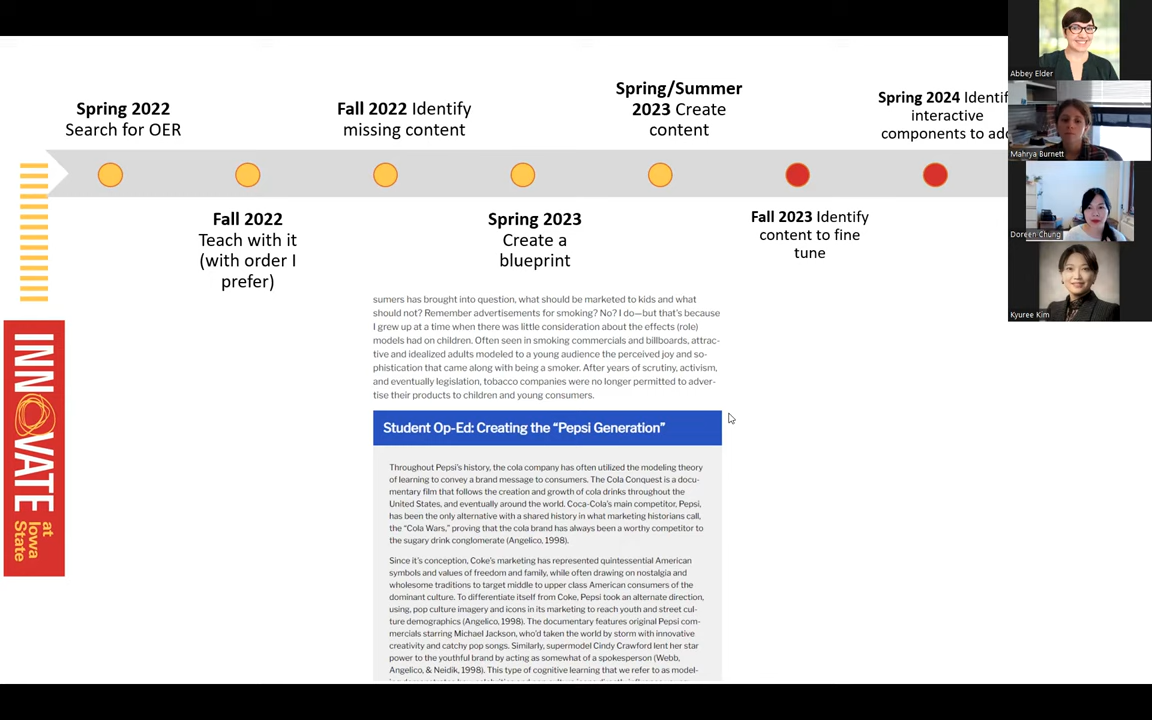 Spring 2022
Search for OER
Fall 2022
Teach with it
(with order I
prefer)
Fall 2022 Identify
missing content
Spring 2023
Create a
blueprint
Spring/Summer
2023 Create
content
Fall 2023 Identify
content to fine
tune
Spring 2024 Identif
interactive
components to add
INNOVATE
at
Iowa
State
sumers has brought into question, what should be marketed to kids and what
should not? Remember advertisements for smoking? No? I do—but that's because
I grew up at a time when there was little consideration about the effects (role)
models had on children. Often seen in smoking commercials and billboards, attrac-
tive and idealized adults modeled to a young audience the perceived joy and so-
phistication that came along with being a smoker. After years of scrutiny, activism,
and eventually legislation, tobacco companies were no longer permitted to adver-
tise their products to children and young consumers.
Student Op-Ed: Creating the "Pepsi Generation"
Throughout Pepsi's history, the cola company has often utilized the modeling theory
of learning to convey a brand message to consumers. The Cola Conquest is a docu-
mentary film that follows the creation and growth of cola drinks throughout the
United States, and eventually around the world. Coca-Cola's main competitor, Pepsi,
has been the only alternative with a shared history in what marketing historians call,
the "Cola Wars," proving that the cola brand has always been a worthy competitor to
the sugary drink conglomerate (Angelico, 1998).
Since it's conception, Coke's marketing has represented quintessential American
symbols and values of freedom and family, while often drawing on nostalgia and
wholesome traditions to target middle to upper class American consumers of the
dominant culture. To differentiate itself from Coke, Pepsi took an alternate direction,
using, pop culture imagery and icons in its marketing to reach youth and street cul-
ture demographics (Angelico, 1998). The documentary features original Pepsi com-
mercials starring Michael Jackson, who'd taken the world by storm with innovative
creativity and catchy pop songs. Similarly, supermodel Cindy Crawford lent her star
power to the youthful brand by acting as somewhat of a spokesperson (Webb,
Angelico, & Neidik, 1998). This type of cognitive learning that we refer to as model-
Abbey Elder
Mahrya Burnett
Doreen Chung
Kyuree Kim